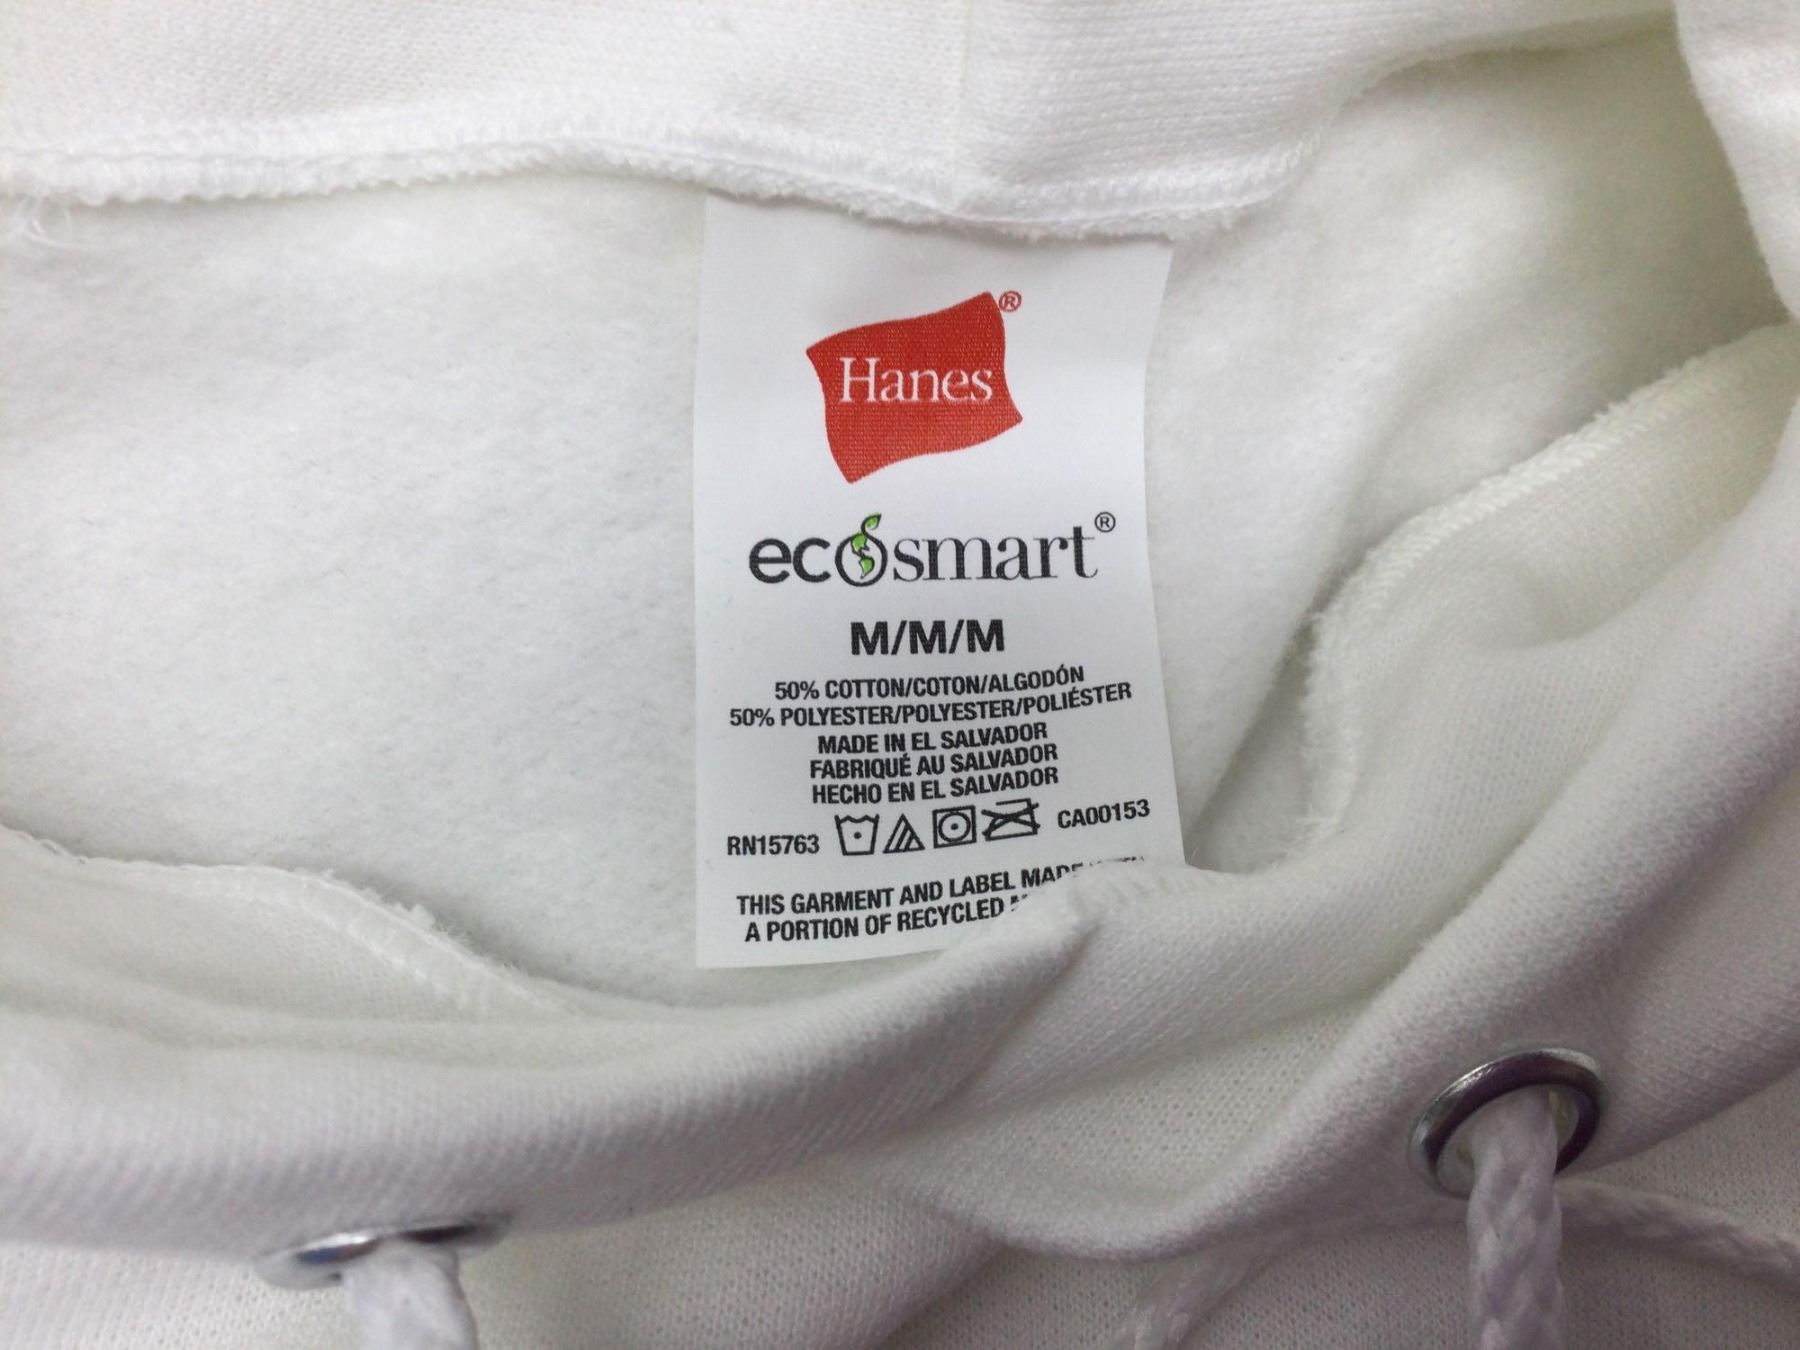 Hanes®
ecosmart®
M/M/M
50% COTTON/COTON/ALGODÓN
50% POLYESTER/POLYESTER/POLIÉSTER
MADE IN EL SALVADOR
FABRIQUÉ AU SALVADOR
HECHO EN EL SALVADOR
RN15763 CA00153
THIS GARMENT AND LABEL MADE
A PORTION OF RECYCLED